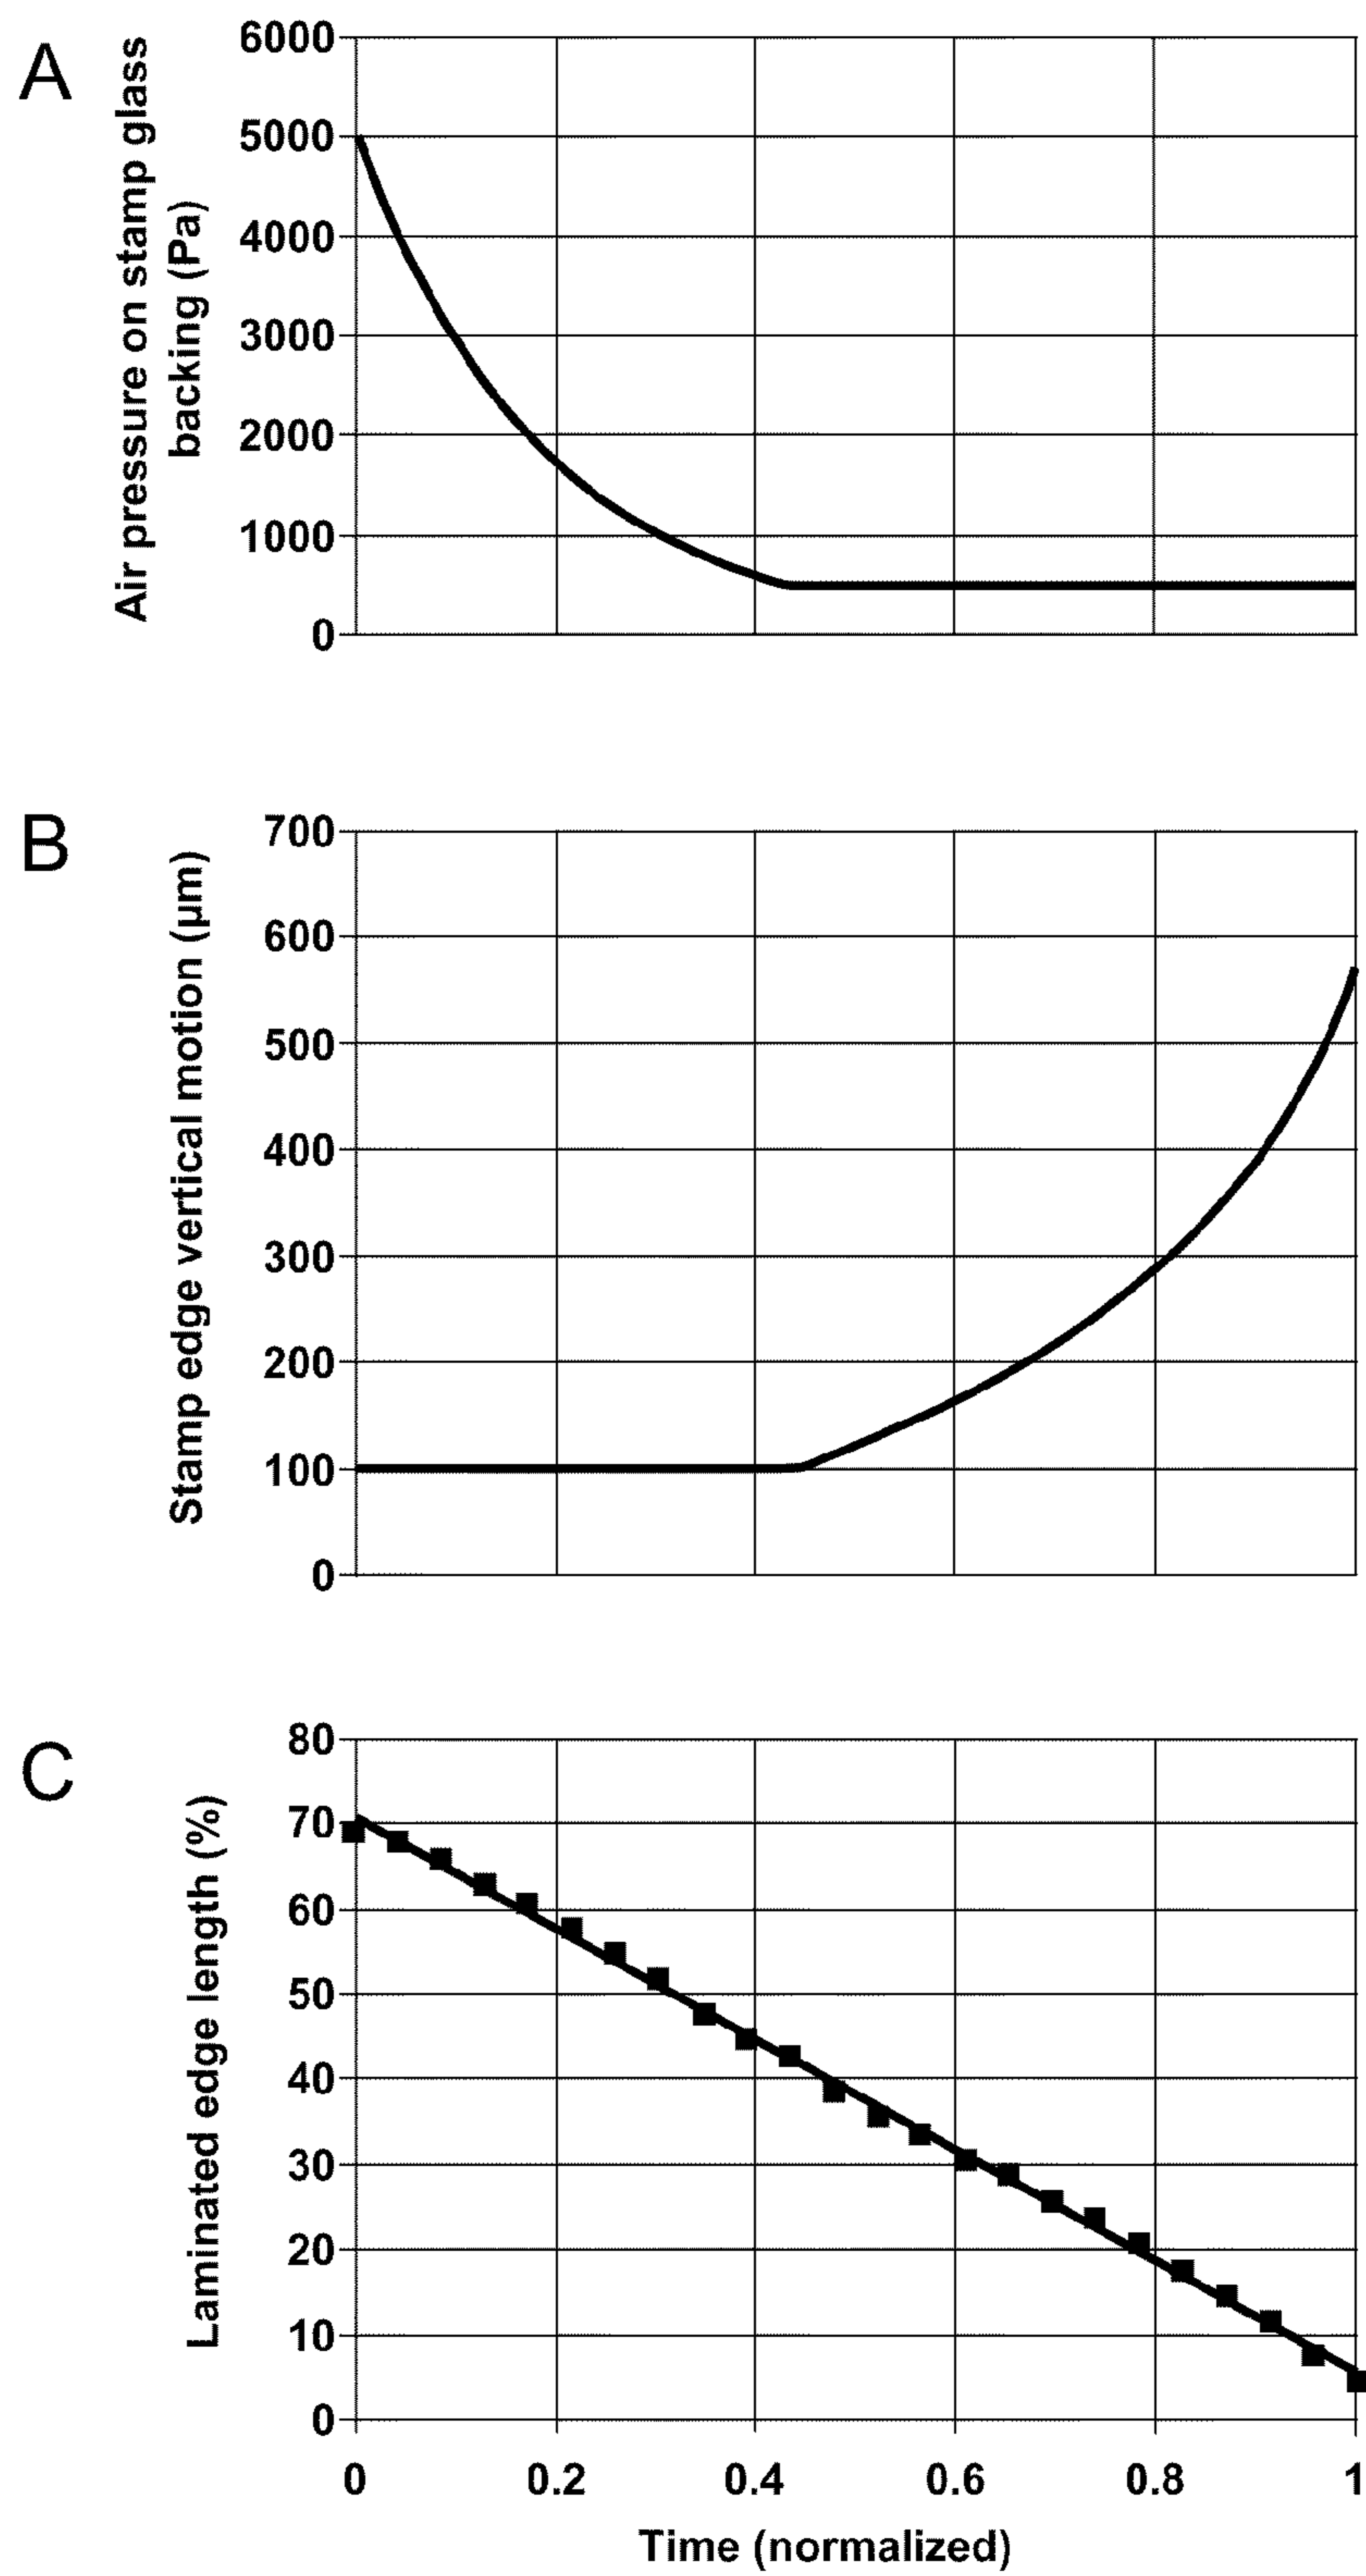 A
Air pressure on stamp glass
backing (Pa)
6000
5000
4000
3000
2000
1000
0
B
Stamp edge vertical motion (µm)
700
600
500
400
300
200
100
0
C
Laminated edge length (%)
80
70
60
50
40
30
20
10
0
0 0.2 0.4 0.6 0.8 1
Time (normalized)